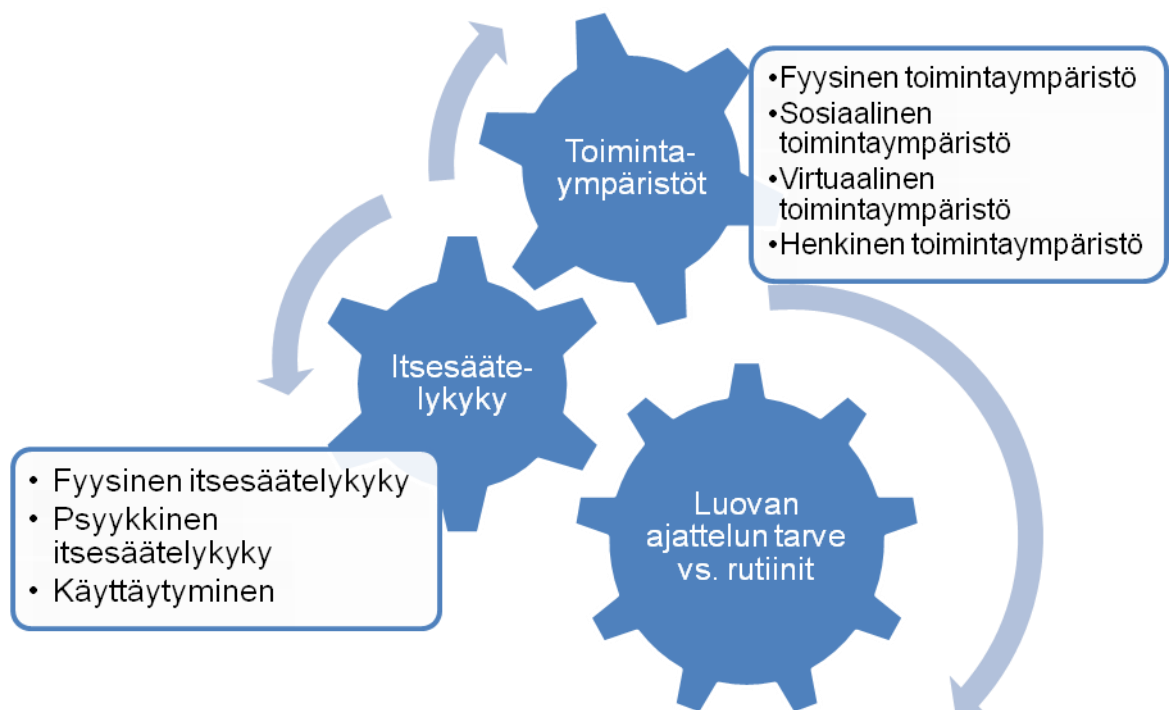 Toiminta-
ympäristöt
•Fyysinen toimintaympäristö
•Sosiaalinen
toimintaympäristö
•Virtuaalinen
toimintaympäristö
•Henkinen toimintaympäristö
Itsesääte-
lykyky
• Fyysinen itsesäätelykyky
• Psyykkinen
itsesäätelykyky
• Käyttäytyminen
Luovan
ajattelun tarve
vs. rutiinit